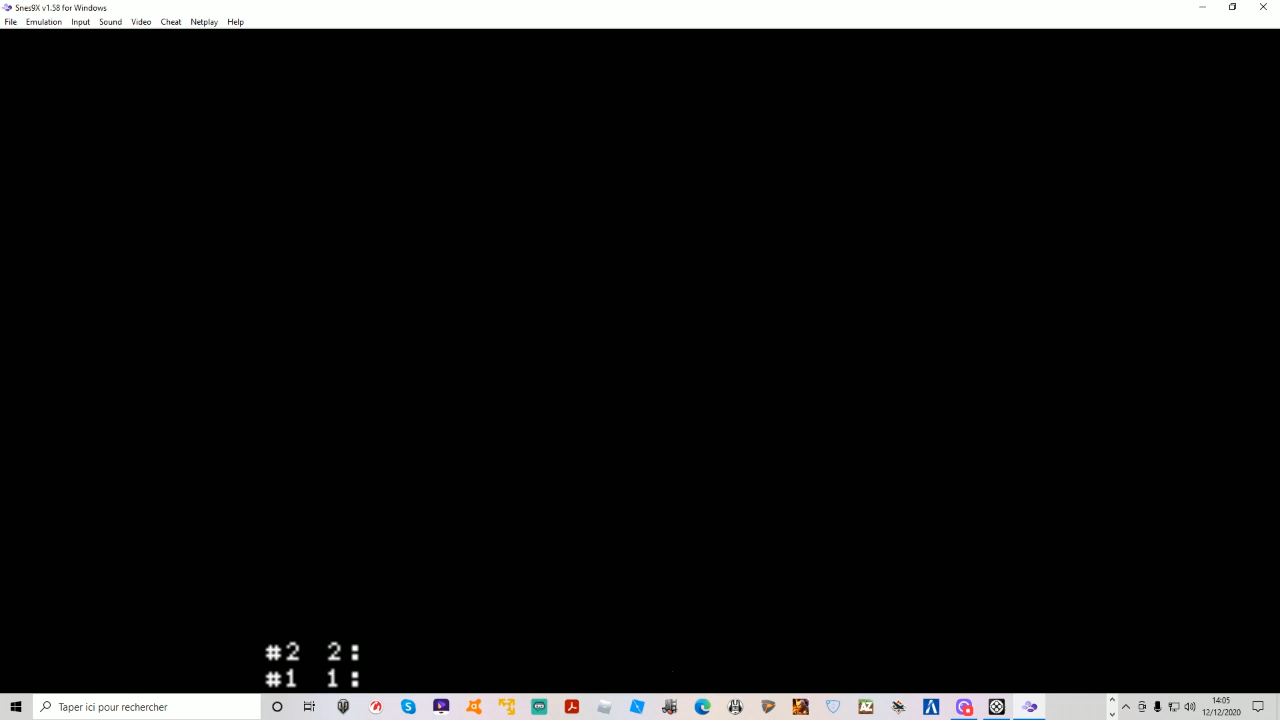 Snes9X v1.58 for Windows
File Emulation Input Sound Video Cheat Netplay Help
#2 2:
#1 1:
Taper ici pour rechercher
AZ
14:05
12/12/2020